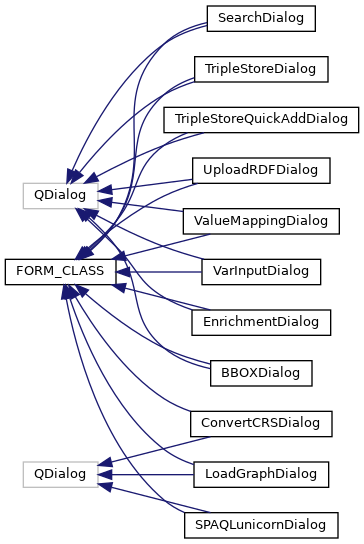 SearchDialog
TripleStoreDialog
TripleStoreQuickAddDialog
UploadRDFDialog
QDialog
ValueMappingDialog
FORM_CLASS
VarInputDialog
EnrichmentDialog
BBOXDialog
ConvertCRSDialog
QDialog
LoadGraphDialog
SPAQLunicornDialog